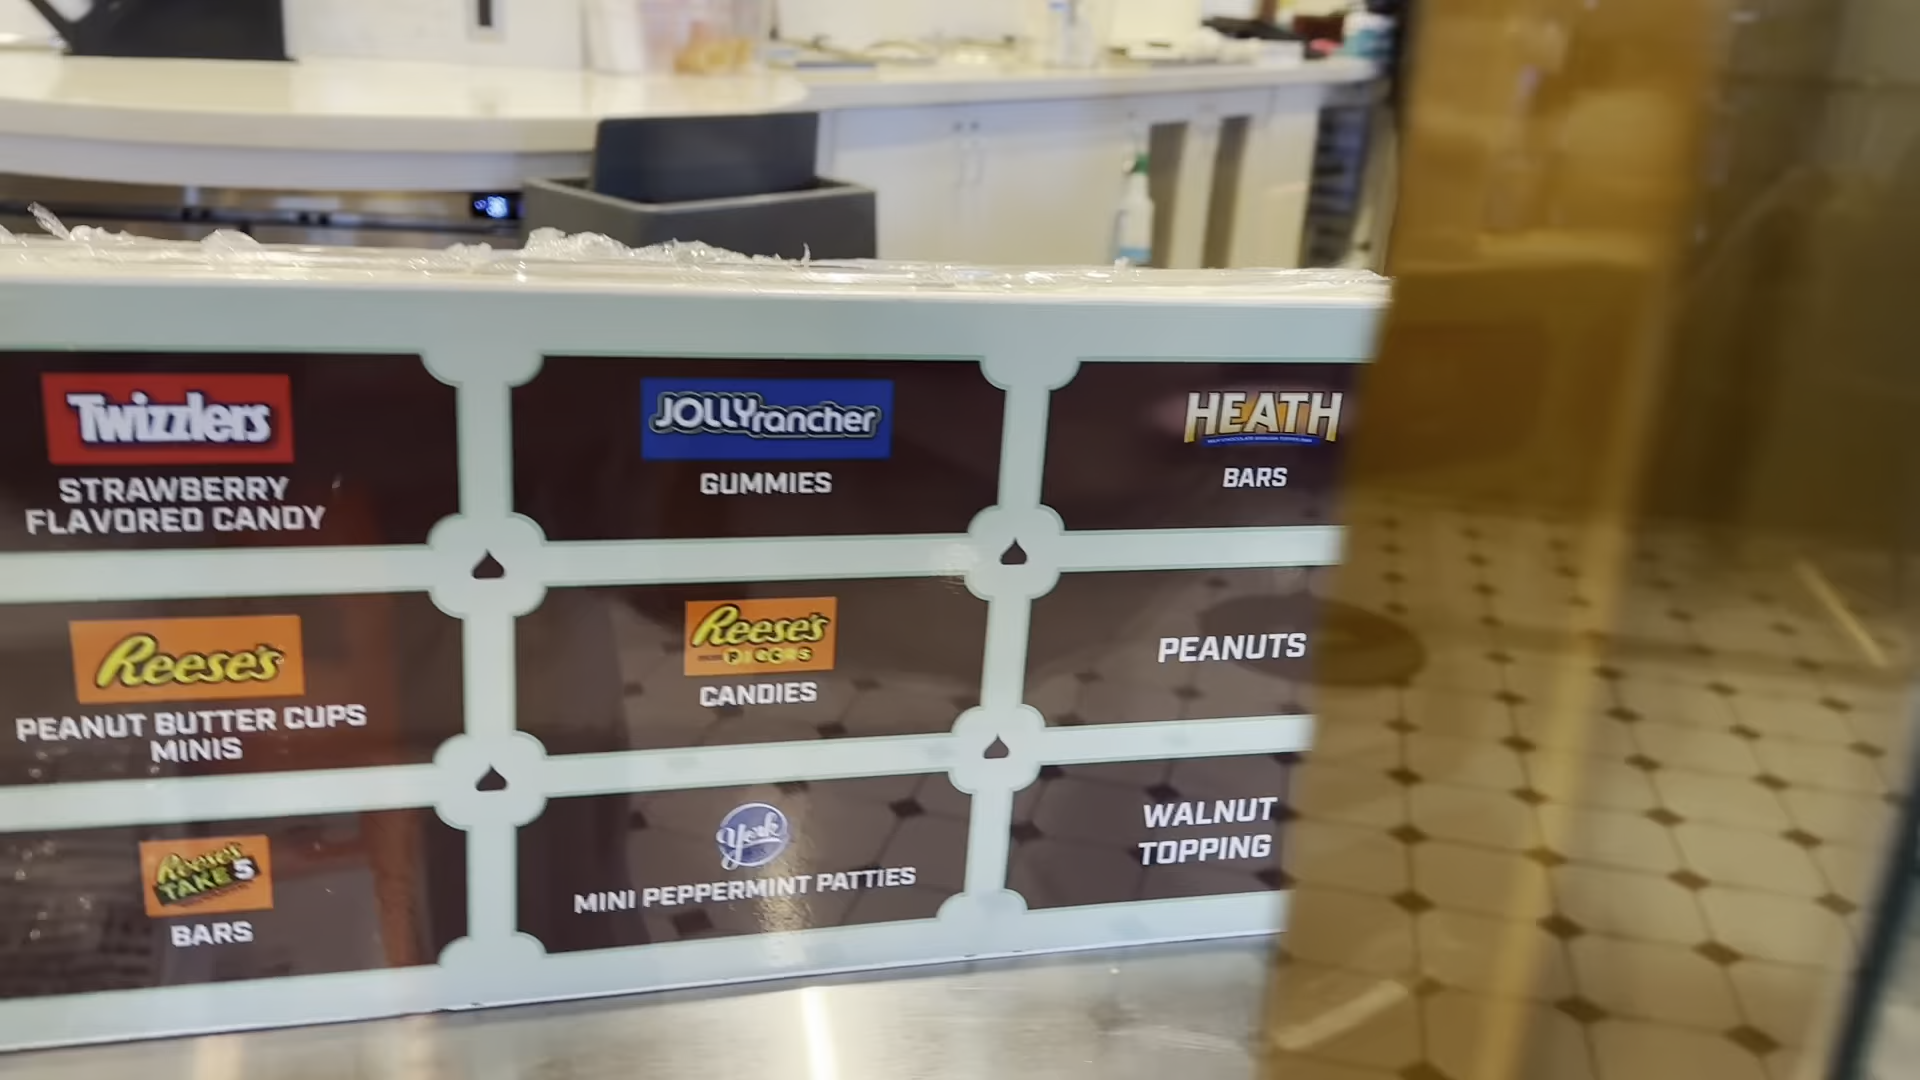 Twizzlers
STRAWBERRY
FLAVORED CANDY
JOLLY rancher
GUMMIES
HEATH
BARS
Reese's
PEANUT BUTTER CUPS
MINIS
Reese's
PIECES
CANDIES
PEANUTS
Reese's
TAKE 5
BARS
York
MINI PEPPERMINT PATTIES
WALNUT
TOPPING